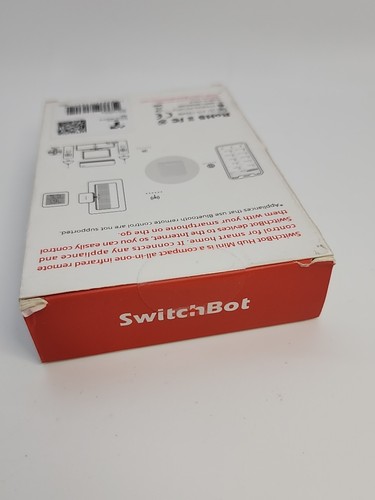 SwitchBot Hub Mini is a compact all-in-one infrared remote
control for smart home. It connects any appliance and
SwitchBot devices to the Internet, so you can easily control
them with your smartphone on the go.
*Appliances that use Bluetooth remote control are not supported.
SwitchBot